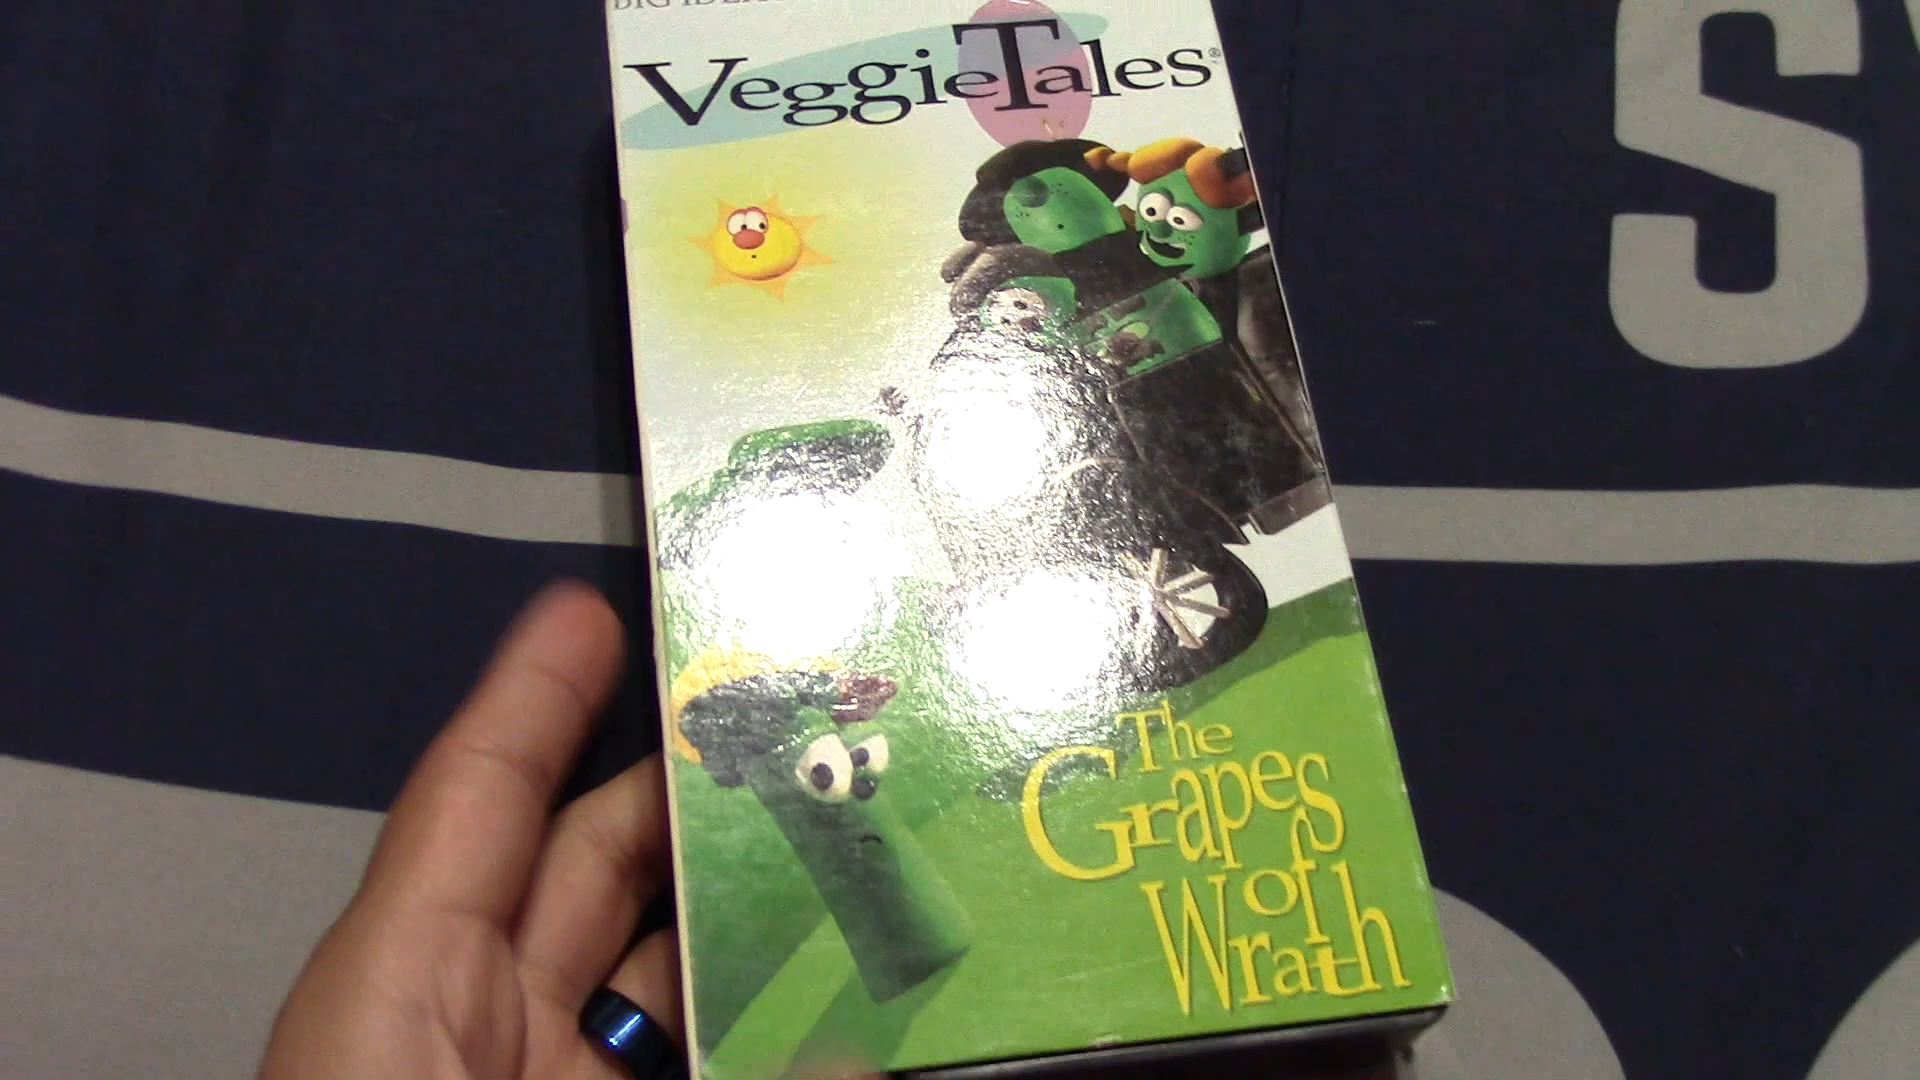 BIG IDEA
VeggieTales®
The
Grapes
of
Wrath
S